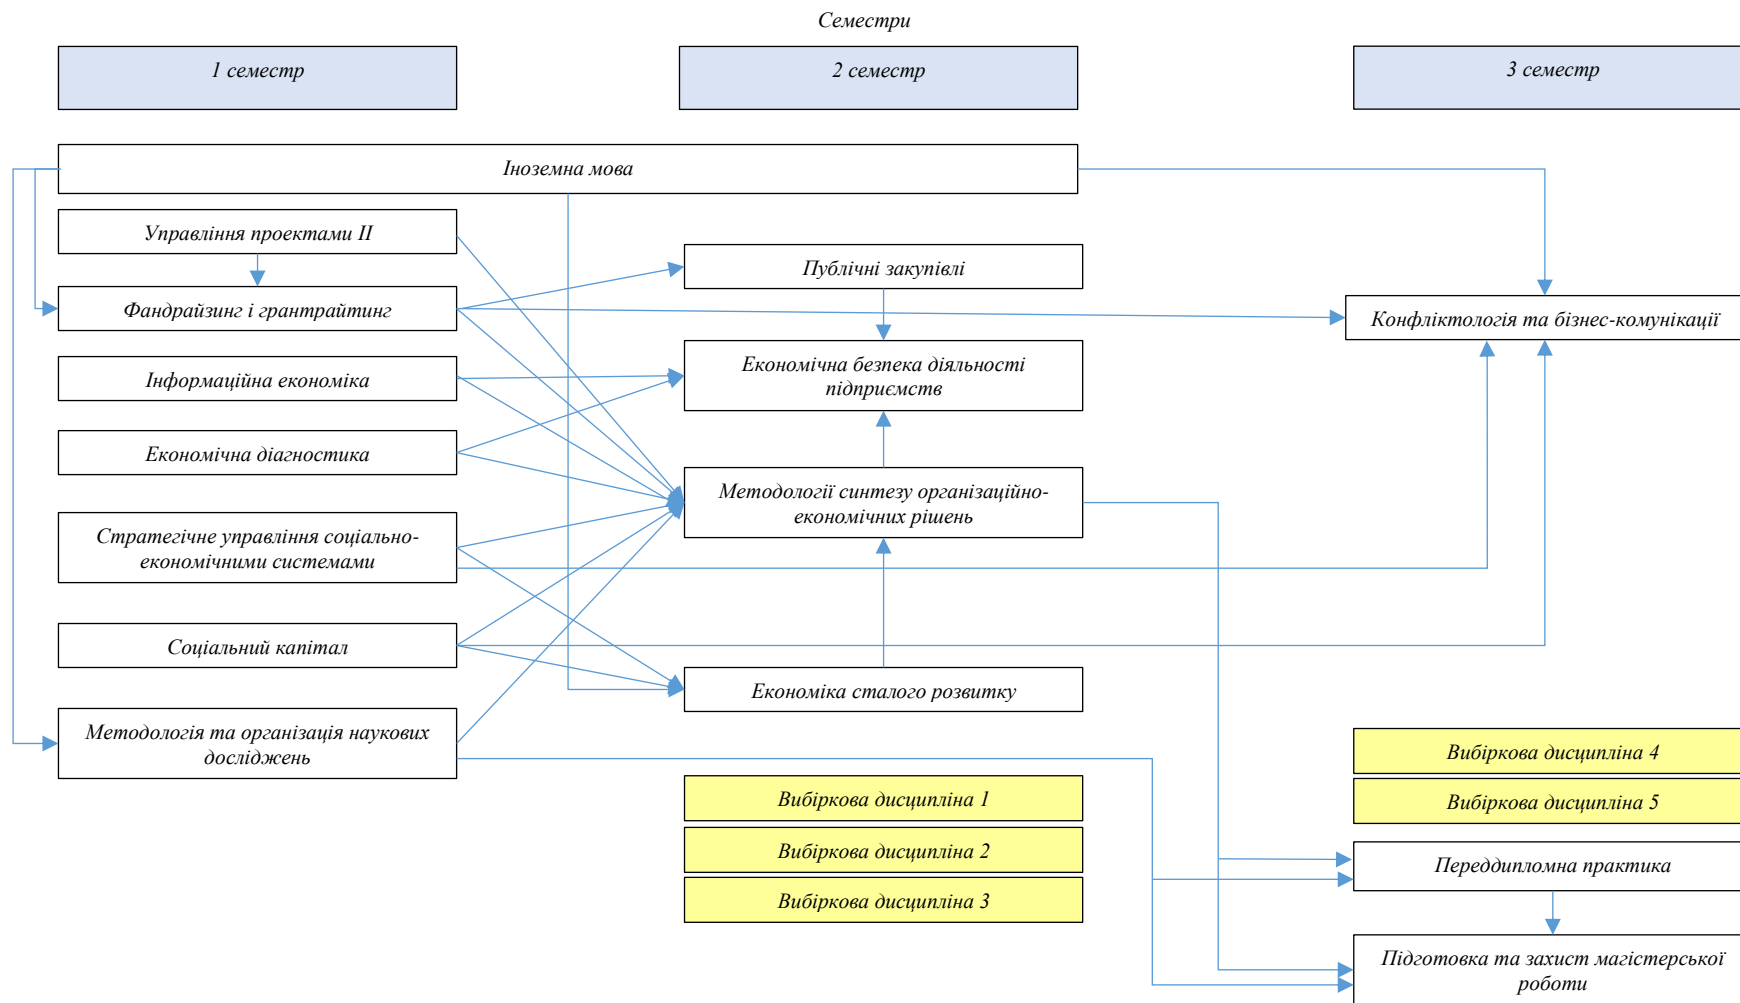 Семестри
1 семестр
2 семестр
3 семестр
Іноземна мова
Управління проектами ІІ
Фандрайзинг і грантрайтинг
Інформаційна економіка
Економічна діагностика
Стратегічне управління соціально-
економічними системами
Соціальний капітал
Методологія та організація наукових
досліджень
Публічні закупівлі
Економічна безпека діяльності
підприємств
Методології синтезу організаційно-
економічних рішень
Економіка сталого розвитку
Вибіркова дисципліна 1
Вибіркова дисципліна 2
Вибіркова дисципліна 3
Конфліктологія та бізнес-комунікації
Вибіркова дисципліна 4
Вибіркова дисципліна 5
Переддипломна практика
Підготовка та захист магістерської
роботи